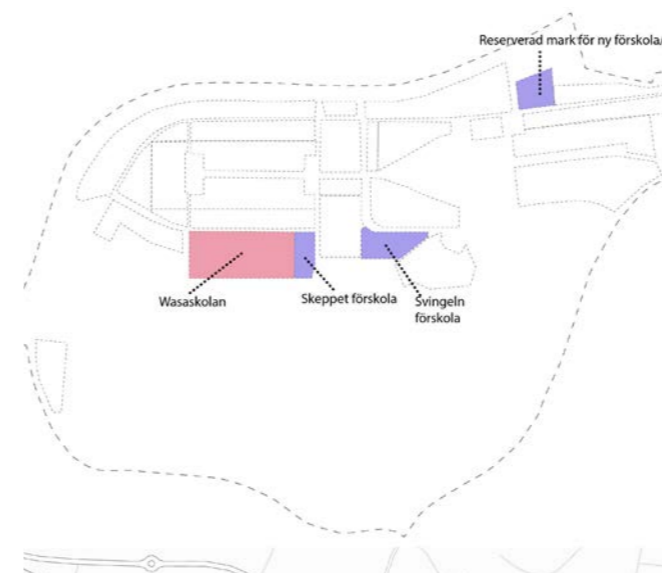 Reserverad mark för ny förskola
Wasaskolan
Skeppet förskola
Svingeln
förskola